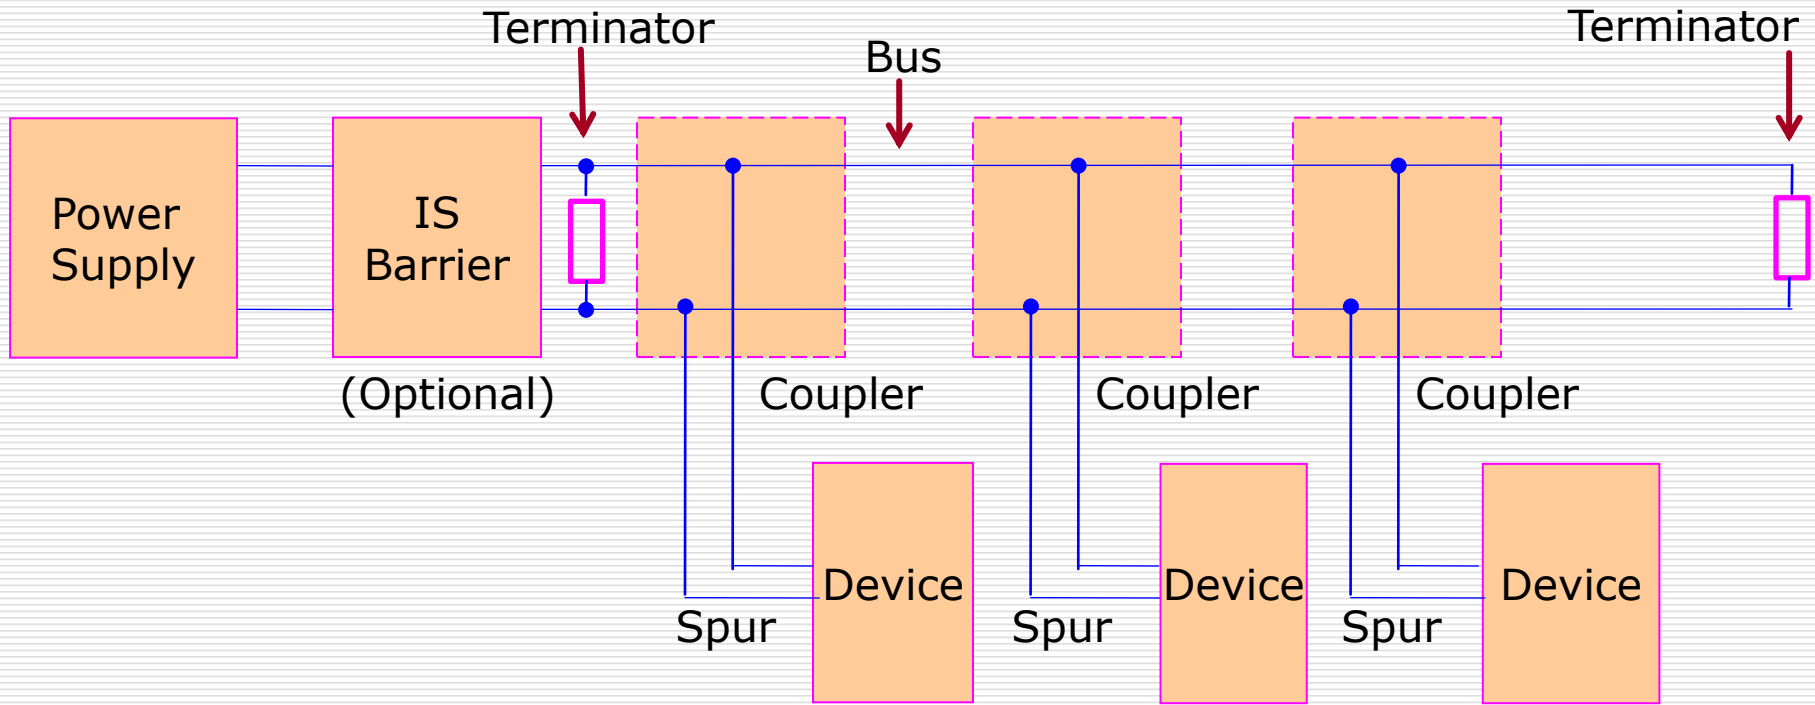 Terminator
Bus
Terminator
Power
Supply
IS
Barrier
(Optional)
Coupler
Coupler
Coupler
Device
Device
Device
Spur
Spur
Spur